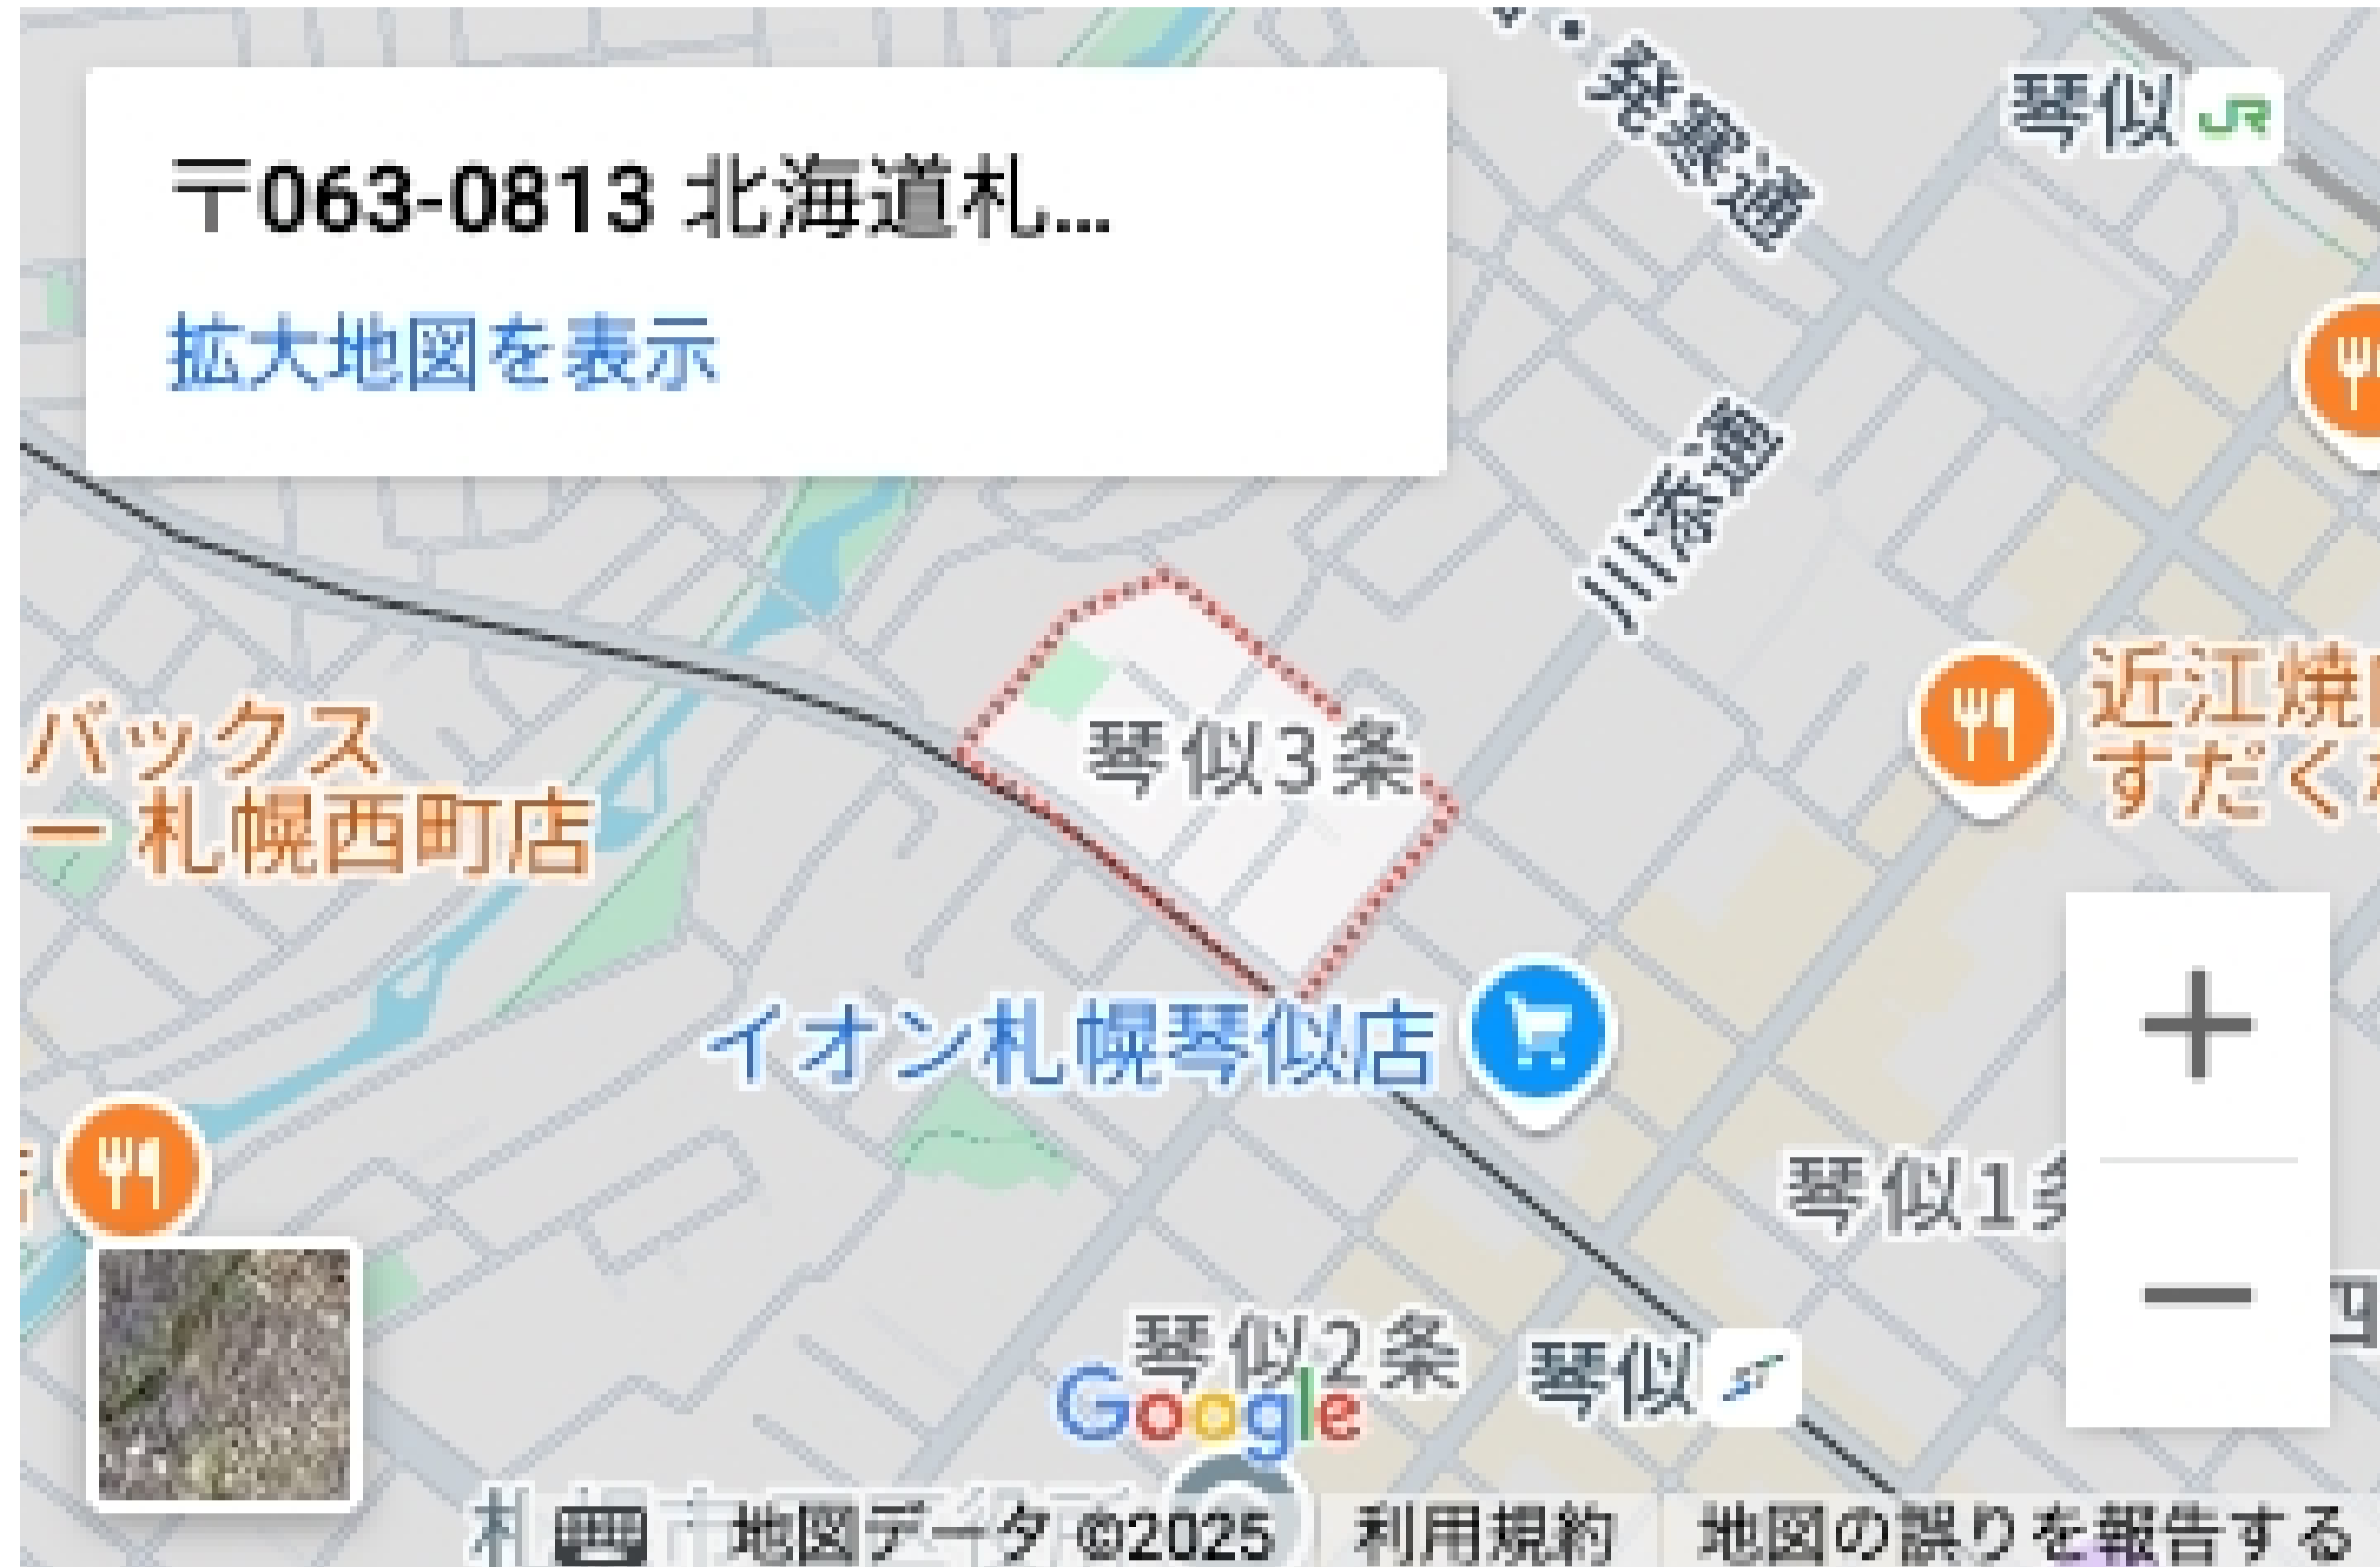 〒063-0813 北海道札...
拡大地図を表示
発寒通
琴似
川添通
近江焼
すだく
バックス
ー 札幌西町店
琴似3条
イオン札幌琴似店
琴似1条
琴似2条
琴似
Google
地図データ ©2025
利用規約
地図の誤りを報告する